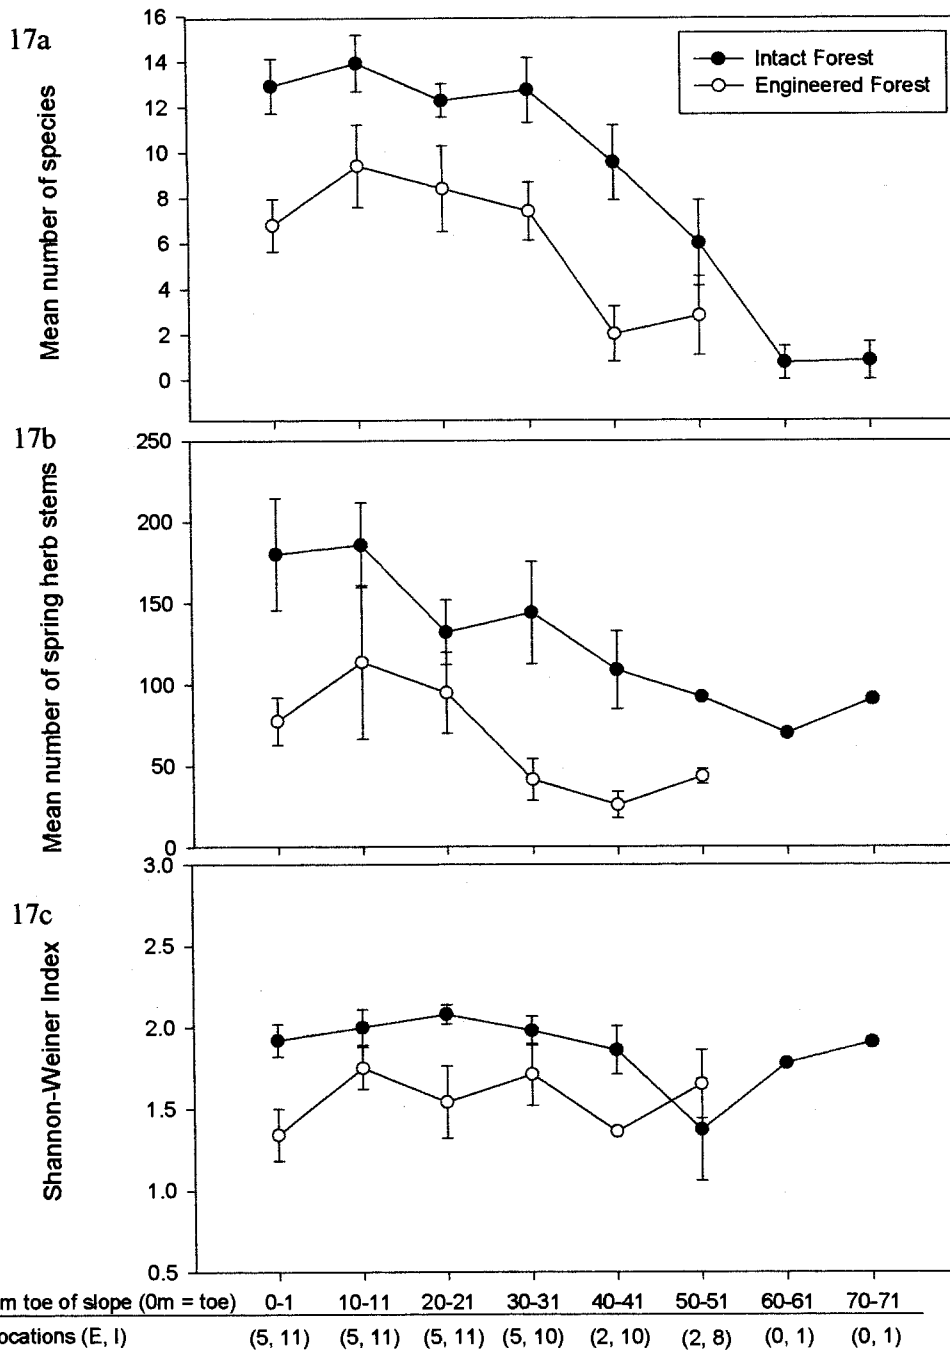 17a
Mean number of species
16
14
12
10
8
6
4
2
0
Intact Forest
Engineered Forest
17b
Mean number of spring herb stems
250
200
150
100
50
0
17c
Shannon-Weiner Index
3.0
2.5
2.0
1.5
1.0
0.5
m toe of slope (0m = toe) 0-1 10-11 20-21 30-31 40-41 50-51 60-61 70-71
ocations (E, I) (5, 11) (5, 11) (5, 11) (5, 10) (2, 10) (2, 8) (0, 1) (0, 1)